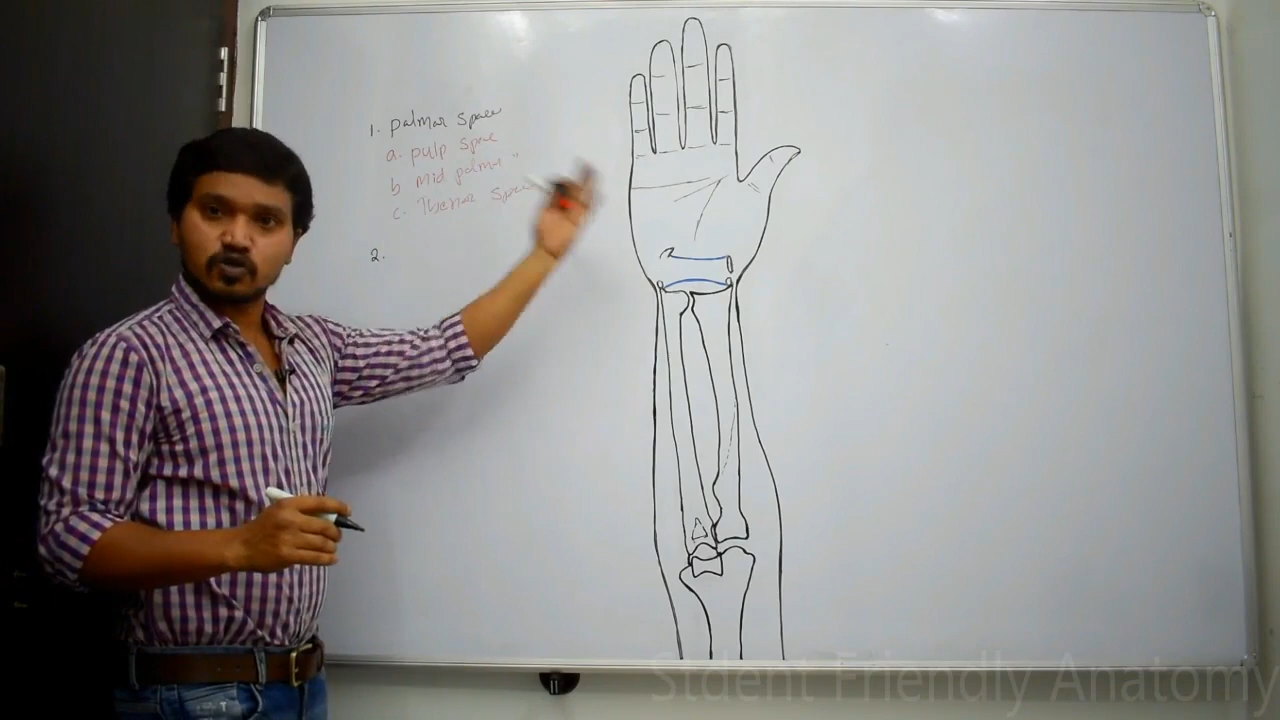 1. palmar space
a. pulp space
b mid palmar "
c. Thenar space
2.
Stdent Friendly Anatomy